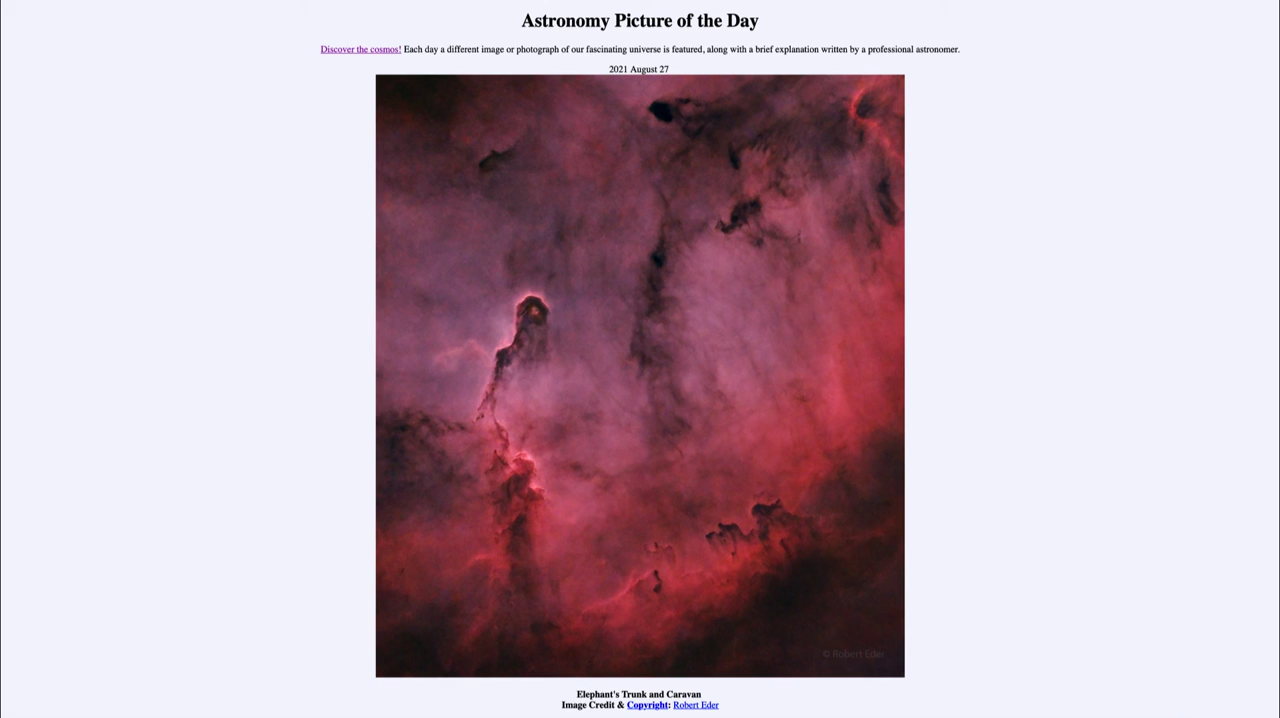 Astronomy Picture of the Day
Discover the cosmos! Each day a different image or photograph of our fascinating universe is featured, along with a brief explanation written by a professional astronomer.
2021 August 27
© Robert Eder
Elephant's Trunk and Caravan
Image Credit & Copyright: Robert Eder